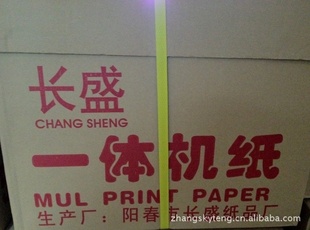 长盛
CHANG SHENG
一体机纸
MUL PRINT PAPER
生产厂：阳春市长盛纸品厂
zhangskyteng.cn.alibaba.com